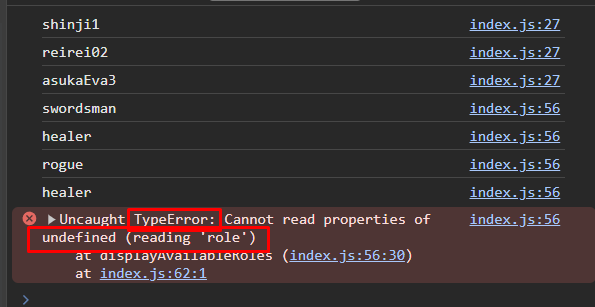 shinji1 index.js:27
reirei02 index.js:27
asukaEva3 index.js:27
swordsman index.js:56
healer index.js:56
rogue index.js:56
healer index.js:56
▶Uncaught TypeError: Cannot read properties of index.js:56
undefined (reading 'role')
at displayAvailableRoles (index.js:56:30)
at index.js:62:1
>